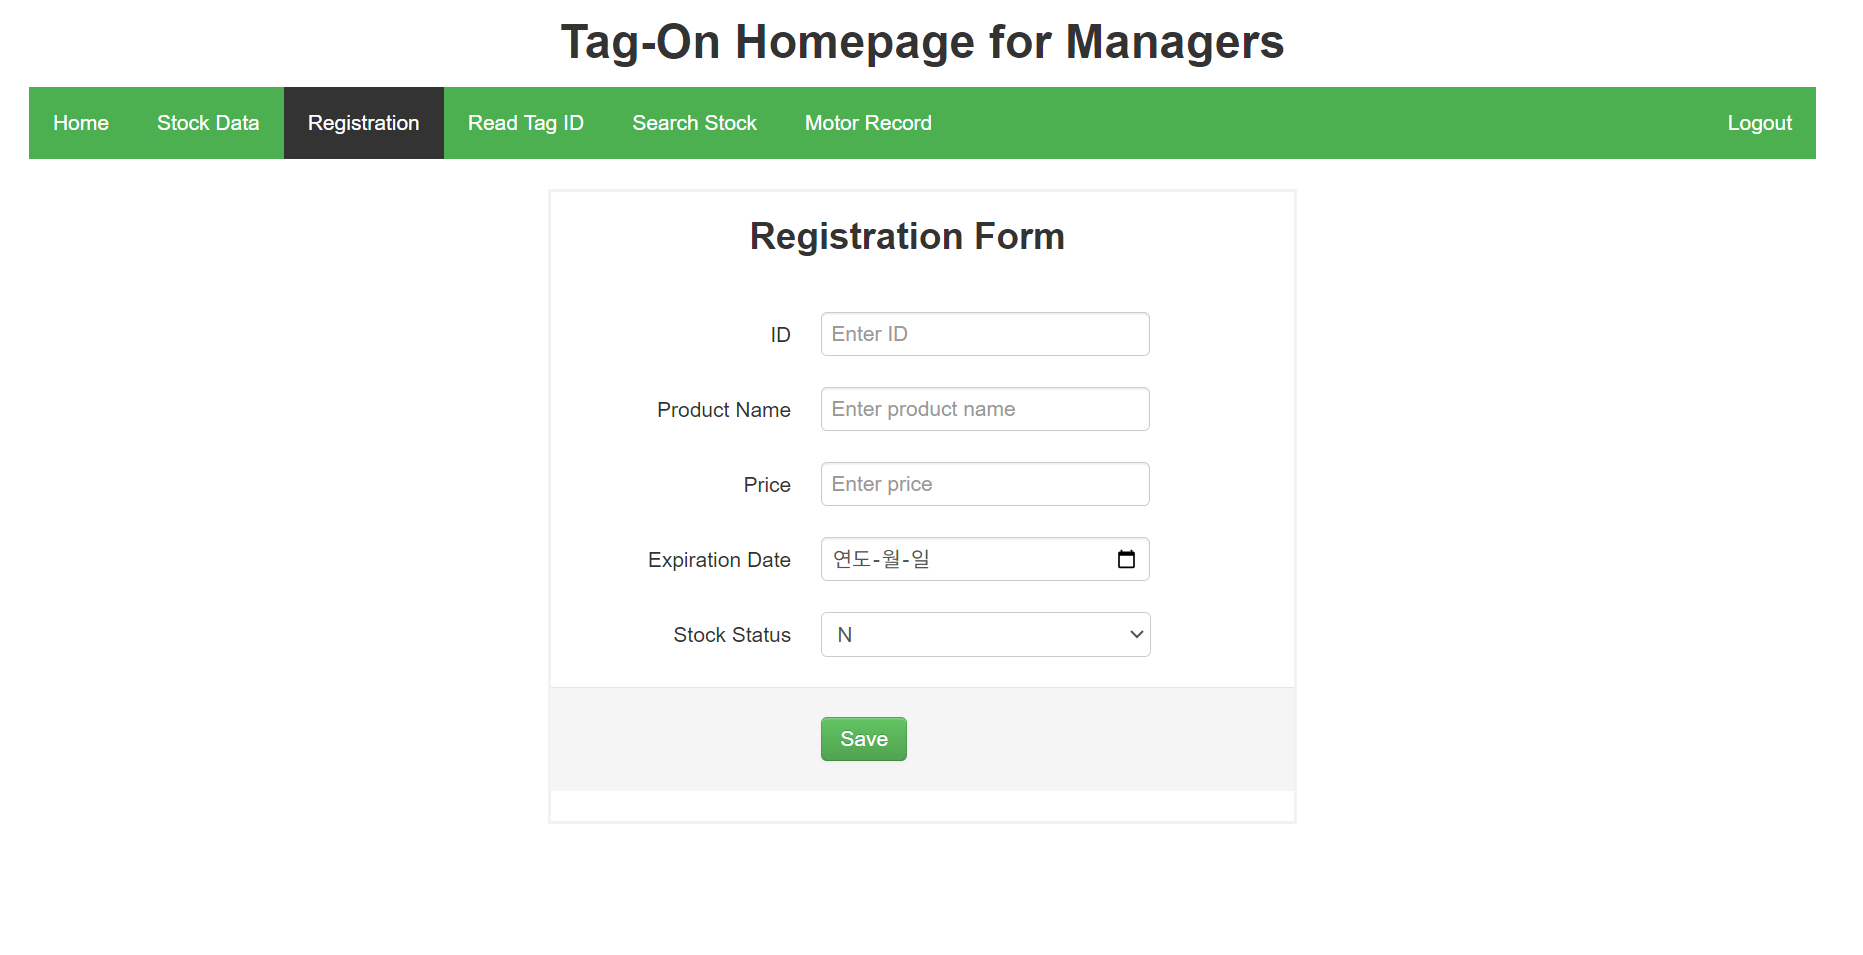 Tag-On Homepage for Managers
Home Stock Data Registration Read Tag ID Search Stock Motor Record Logout
Registration Form
ID Enter ID
Product Name Enter product name
Price Enter price
Expiration Date 연도-월-일
Stock Status N
Save